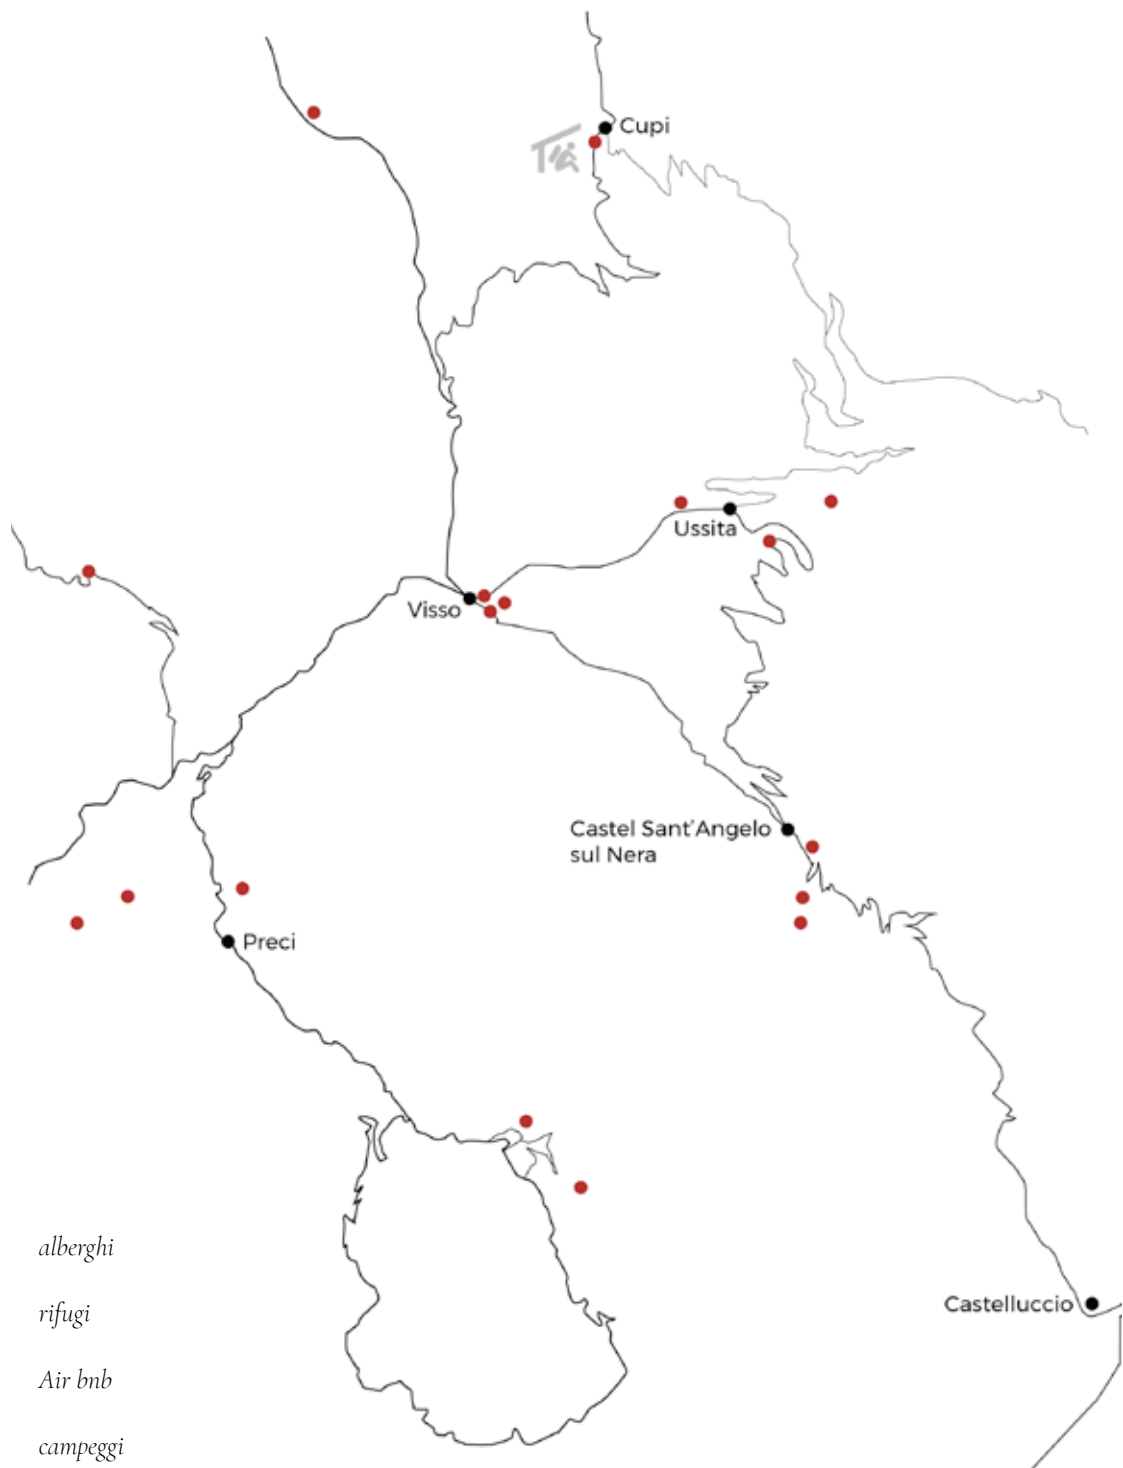 Cupi
Ussita
Visso
Castel Sant'Angelo
sul Nera
Preci
Castelluccio
alberghi
rifugi
Air bnb
campeggi